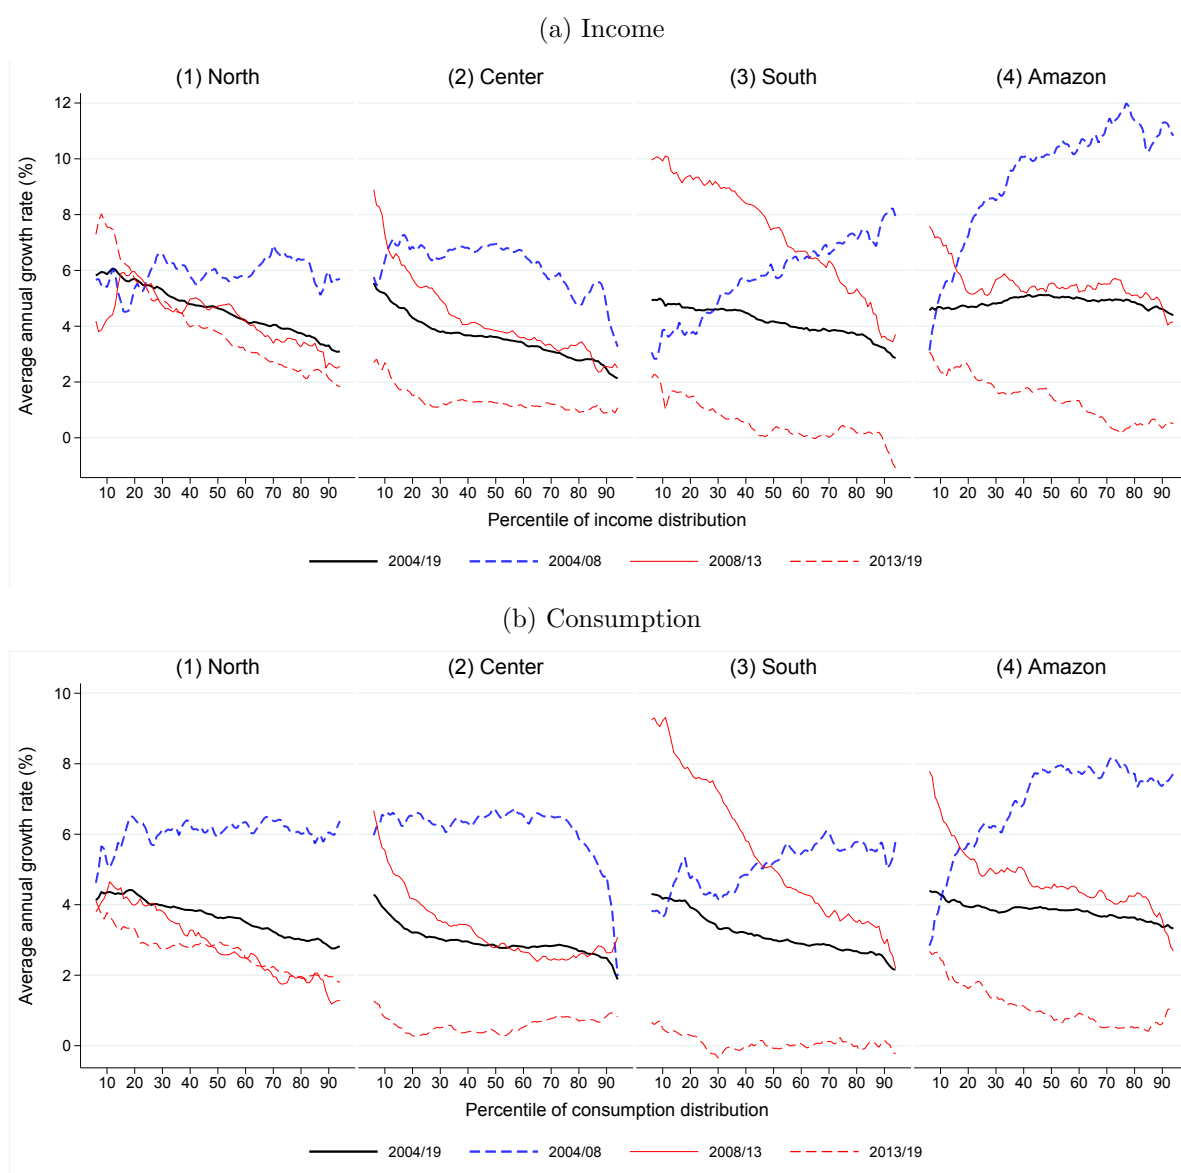 (a) Income
(1) North (2) Center (3) South (4) Amazon
Average annual growth rate (%)
12
10
8
6
4
2
0
10 20 30 40 50 60 70 80 90 10 20 30 40 50 60 70 80 90 10 20 30 40 50 60 70 80 90 10 20 30 40 50 60 70 80 90
Percentile of income distribution
2004/19 2004/08 2008/13 2013/19
(b) Consumption
(1) North (2) Center (3) South (4) Amazon
Average annual growth rate (%)
10
8
6
4
2
0
10 20 30 40 50 60 70 80 90 10 20 30 40 50 60 70 80 90 10 20 30 40 50 60 70 80 90 10 20 30 40 50 60 70 80 90
Percentile of consumption distribution
2004/19 2004/08 2008/13 2013/19